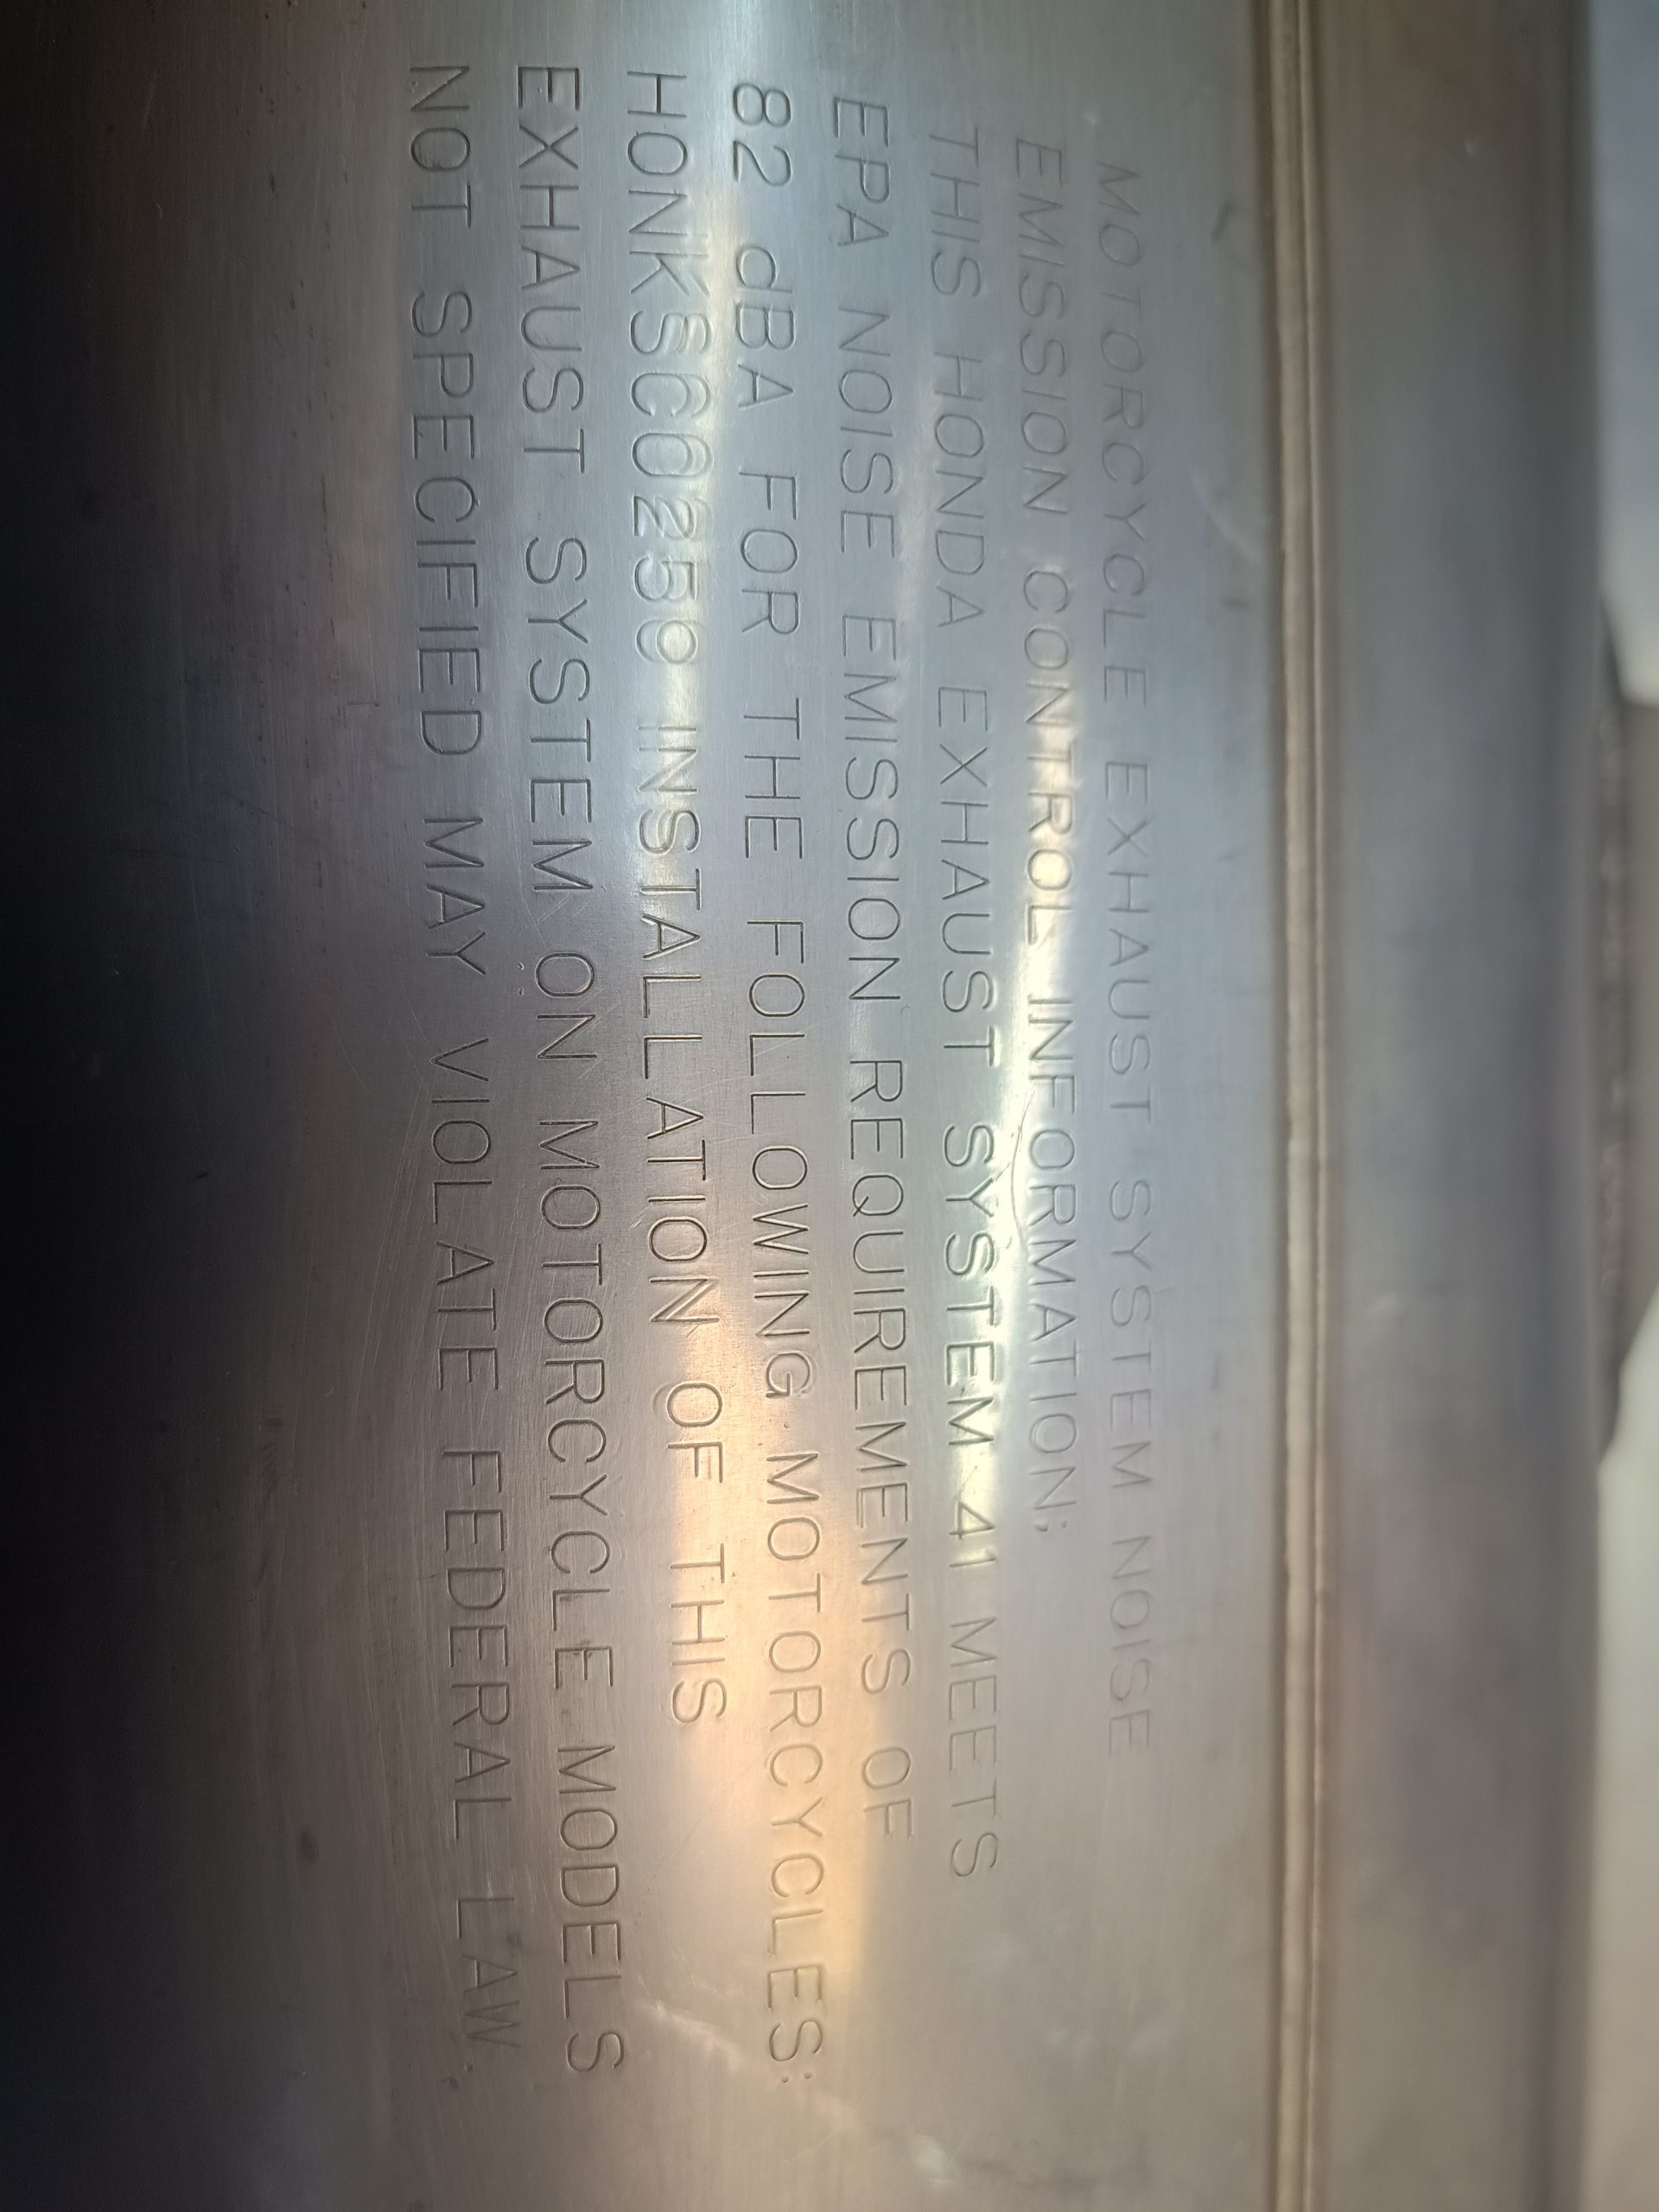 MOTORCYCLE EXHAUST SYSTEM NOISE
EMISSION CONTROL INFORMATION;
THIS HONDA EXHAUST SYSTEM 41 MEETS
EPA NOISE EMISSION REQUIREMENTS OF
82 dBA FOR THE FOLLOWING MOTORCYCLES:
INSTALLATION OF THIS
EXHAUST SYSTEM ON MOTORCYCLE MODELS
NOT SPECIFIED MAY VIOLATE FEDERAL LAW.